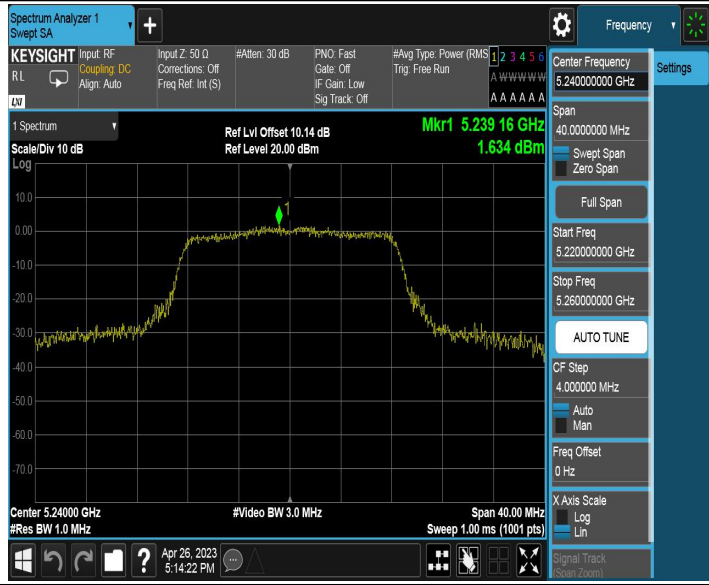 Spectrum Analyzer 1
Swept SA
Frequency
KEYSIGHT
RL
LXI
Input: RF
Coupling: DC
Align: Auto
Input Z: 50 Ω
Corrections: Off
Freq Ref: Int (S)
#Atten: 30 dB
PNO: Fast
Gate: Off
IF Gain: Low
Sig Track: Off
#Avg Type: Power (RMS
Trig: Free Run
1 2 3 4 5 6
A W W W W W
A A A A A A
1 Spectrum
Scale/Div 10 dB
Ref Lvl Offset 10.14 dB
Ref Level 20.00 dBm
Mkr1 5.239 16 GHz
1.634 dBm
Log
1
10.0
0.00
-10.0
-20.0
-30.0
-40.0
-50.0
-60.0
-70.0
Center 5.24000 GHz
#Res BW 1.0 MHz
#Video BW 3.0 MHz
Span 40.00 MHz
Sweep 1.00 ms (1001 pts)
?
Apr 26, 2023
5:14:22 PM
Center Frequency
5.240000000 GHz
Span
40.0000000 MHz
Swept Span
Zero Span
Full Span
Start Freq
5.220000000 GHz
Stop Freq
5.260000000 GHz
AUTO TUNE
CF Step
4.000000 MHz
Auto
Man
Freq Offset
0 Hz
X Axis Scale
Log
Lin
Signal Track
(Span Zoom)
Settings